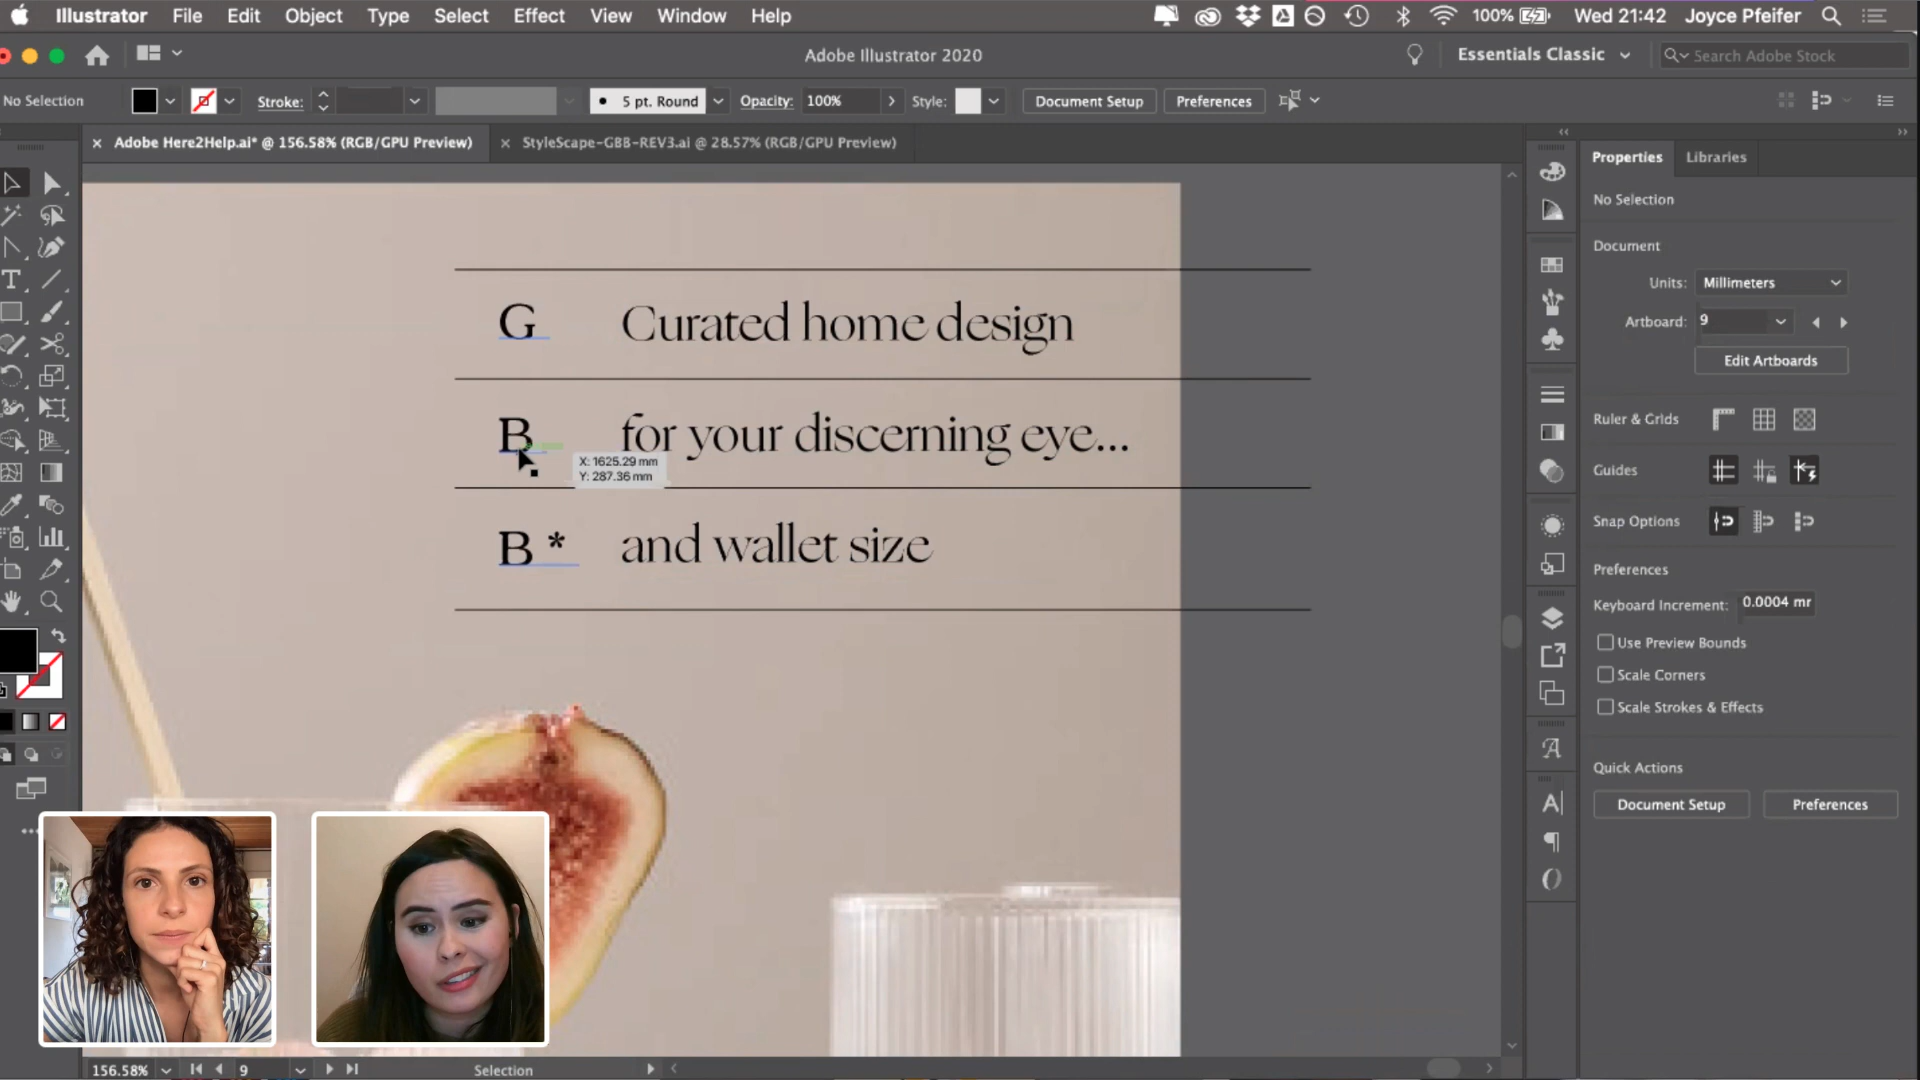 Illustrator File Edit Object Type Select Effect View Window Help 100% Wed 21:42 Joyce Pfeifer
Adobe Illustrator 2020 Essentials Classic Search Adobe Stock
No Selection Stroke: 5 pt. Round Opacity: 100% Style: Document Setup Preferences
Adobe Here2Help.ai* @ 156.58% (RGB/GPU Preview) StyleScape-GBB-REV3.ai @ 28.57% (RGB/GPU Preview)
G Curated home design
B for your discerning eye...
X: 1625.29 mm
Y: 287.36 mm
B * and wallet size
Properties Libraries
No Selection
Document
Units: Millimeters
Artboard: 9
Edit Artboards
Ruler & Grids
Guides
Snap Options
Preferences
Keyboard Increment: 0.0004 mr
Use Preview Bounds
Scale Corners
Scale Strokes & Effects
Quick Actions
Document Setup Preferences
156.58% 9 Selection